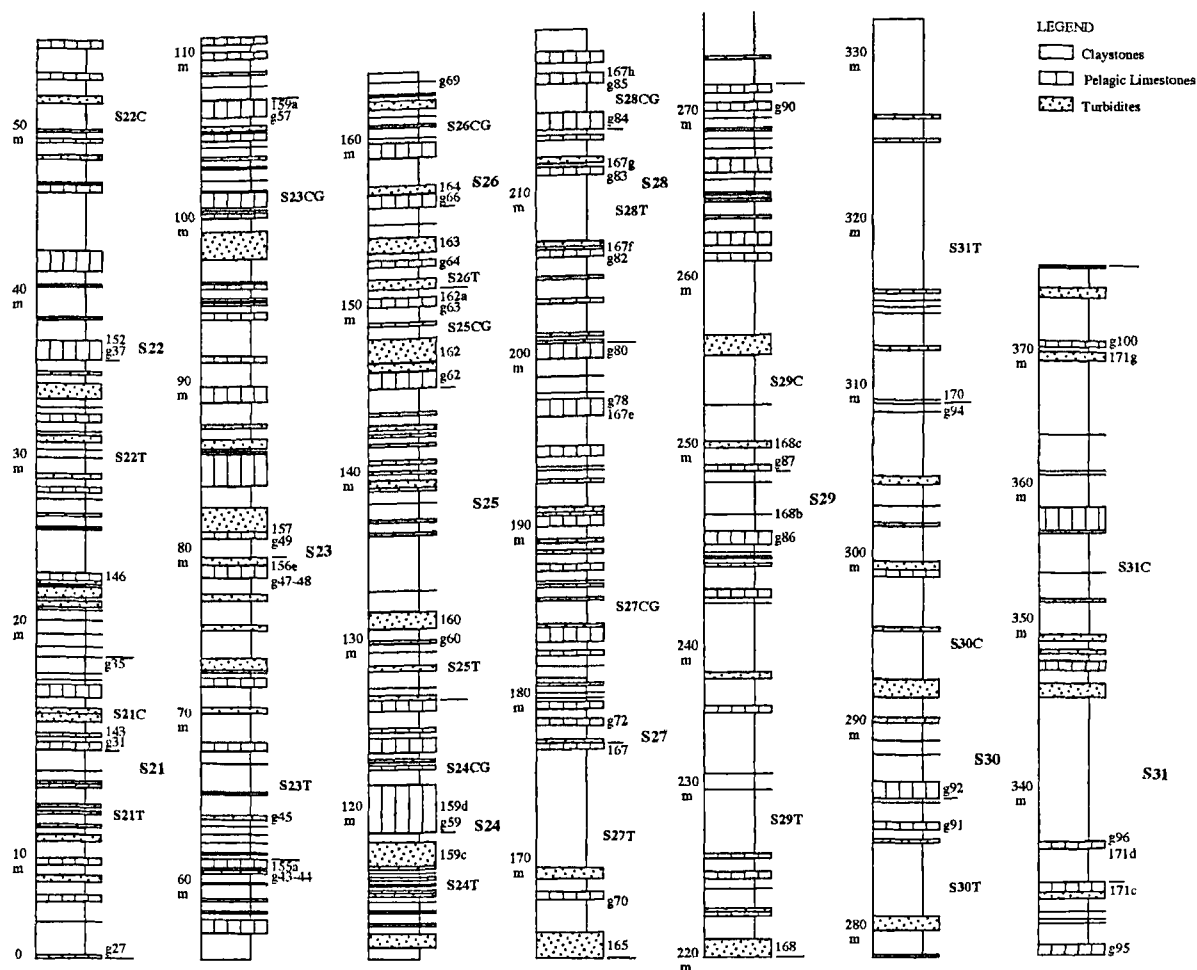 LEGEND
Claystones
Pelagic Limestones
Turbidites
50
m
40
m
30
m
20
m
10
m
0
S22C
152
g37
S22
S22T
146
g35
S21C
143
g31
S21
S21T
g27
110
m
100
m
90
m
80
m
70
m
60
m
159a
g57
S23CG
157
g49
S23
156e
g47-48
S23T
g45
155a
g43-44
160
m
150
m
140
m
130
m
120
m
g69
S26CG
S26
164
g66
163
g64
S26T
162a
g63
S25CG
162
g62
S25
160
g60
S25T
S24CG
159d
g59
S24
159c
S24T
210
m
200
m
190
m
180
m
170
m
167h
g85
S28CG
g84
167g
g83
S28
S28T
167f
g82
g80
g78
167e
S27CG
g72
S27
167
S27T
g70
165
270
m
260
m
250
m
240
m
230
m
220
m
g90
S29C
168c
g87
S29
168b
g86
S29T
168
330
m
320
m
310
m
300
m
290
m
280
m
S31T
170
g94
S30C
S30
g92
g91
S30T
370
m
360
m
350
m
340
m
g100
171g
S31C
S31
g96
171d
171c
g95